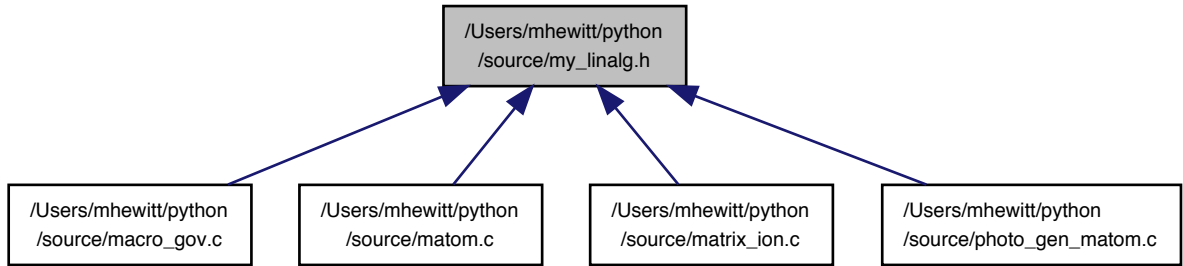 /Users/mhewitt/python
/source/my_linalg.h
/Users/mhewitt/python
/source/macro_gov.c
/Users/mhewitt/python
/source/matom.c
/Users/mhewitt/python
/source/matrix_ion.c
/Users/mhewitt/python
/source/photo_gen_matom.c